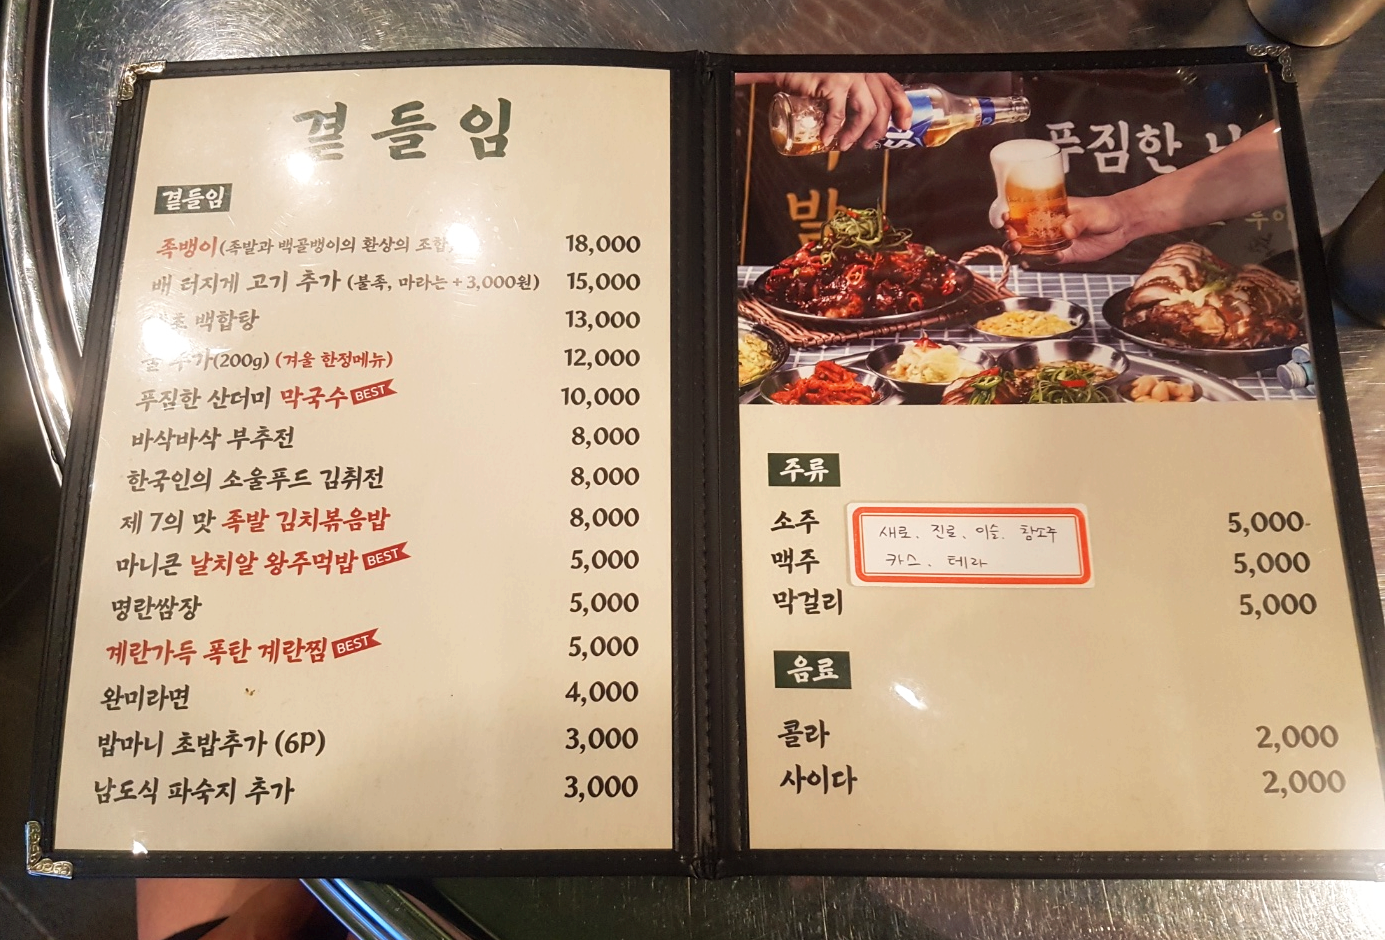 곁들임
곁들임
족뱅이(족발과 백골뱅이의 환상의 조합) 18,000
배 터지게 고기 추가 (불족, 마라는 + 3,000원) 15,000
백합탕 13,000
(200g) (겨울 한정메뉴) 12,000
푸짐한 산더미 막국수 BEST 10,000
바삭바삭 부추전 8,000
한국인의 소울푸드 김취전 8,000
제 7의 맛 족발 김치볶음밥 8,000
마니큰 날치알 왕주먹밥 BEST 5,000
명란쌈장 5,000
계란가득 폭탄 계란찜 BEST 5,000
완미라면 4,000
밥마니 초밥추가 (6P) 3,000
남도식 파숙지 추가 3,000
푸짐한
발
주류
소주 새로, 진로, 이슬, 참소주 5,000-
맥주 카스, 테라 5,000
막걸리 5,000
음료
콜라 2,000
사이다 2,000